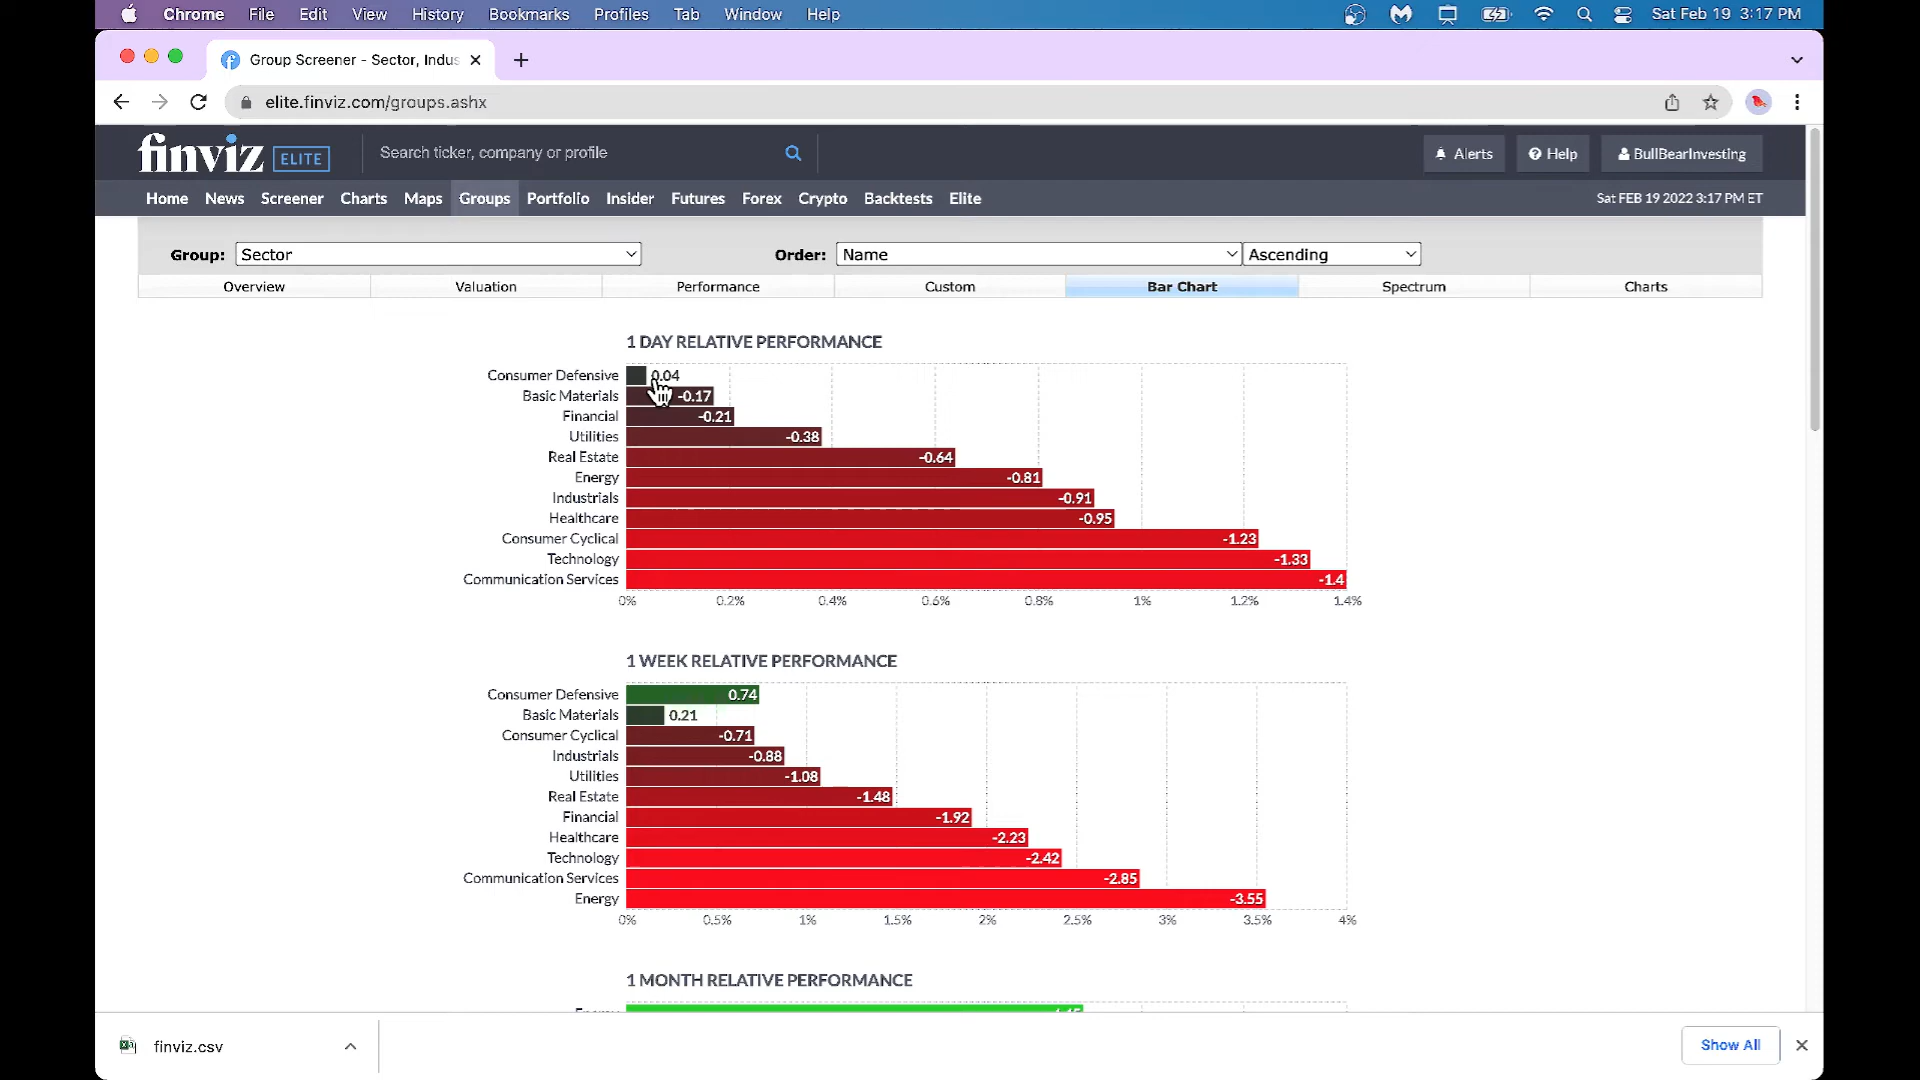 Chrome File Edit View History Bookmarks Profiles Tab Window Help Sat Feb 19 3:17 PM
Group Screener - Sector, Indus
elite.finviz.com/groups.ashx
finviz ELITE Search ticker, company or profile Alerts Help BullBearInvesting
Home News Screener Charts Maps Groups Portfolio Insider Futures Forex Crypto Backtests Elite Sat FEB 19 2022 3:17 PM ET
Group: Sector Order: Name Ascending
Overview Valuation Performance Custom Bar Chart Spectrum Charts
1 DAY RELATIVE PERFORMANCE
Consumer Defensive 0.04
Basic Materials -0.17
Financial -0.21
Utilities -0.38
Real Estate -0.64
Energy -0.81
Industrials -0.91
Healthcare -0.95
Consumer Cyclical -1.23
Technology -1.33
Communication Services -1.4
0% 0.2% 0.4% 0.6% 0.8% 1% 1.2% 1.4%
1 WEEK RELATIVE PERFORMANCE
Consumer Defensive 0.74
Basic Materials 0.21
Consumer Cyclical -0.71
Industrials -0.88
Utilities -1.08
Real Estate -1.48
Financial -1.92
Healthcare -2.23
Technology -2.42
Communication Services -2.85
Energy -3.55
0% 0.5% 1% 1.5% 2% 2.5% 3% 3.5% 4%
1 MONTH RELATIVE PERFORMANCE
finviz.csv Show All